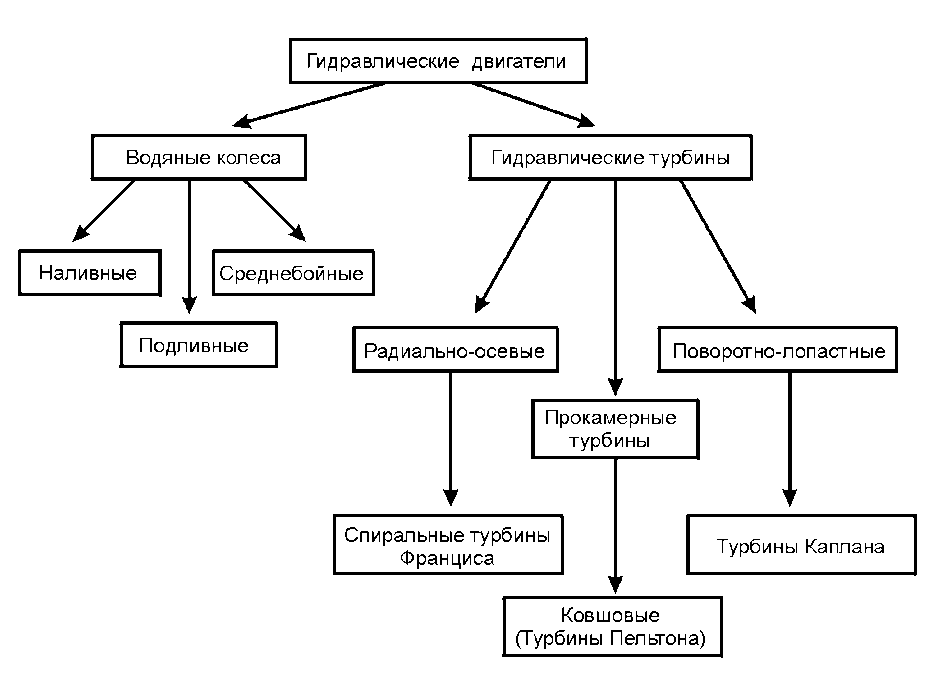 Гидравлические двигатели
Водяные колеса
Гидравлические турбины
Наливные
Среднебойные
Подливные
Радиально-осевые
Поворотно-лопастные
Прокамерные
турбины
Спиральные турбины
Франциса
Турбины Каплана
Ковшовые
(Турбины Пельтона)